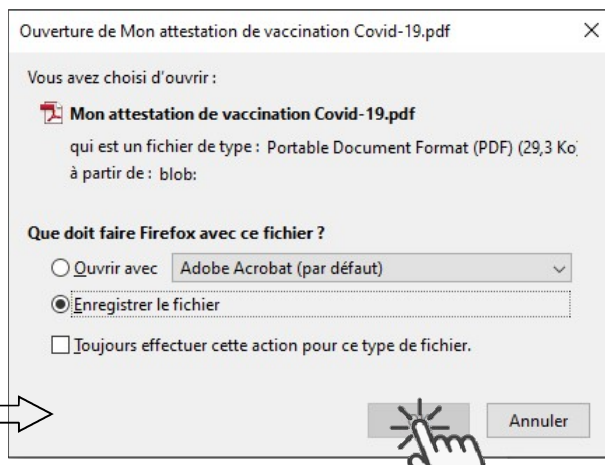 Ouverture de Mon attestation de vaccination Covid-19.pdf
Vous avez choisi d'ouvrir :
Mon attestation de vaccination Covid-19.pdf
qui est un fichier de type : Portable Document Format (PDF) (29,3 Ko)
à partir de : blob:
Que doit faire Firefox avec ce fichier ?
Ouvrir avec Adobe Acrobat (par défaut)
Enregistrer le fichier
Toujours effectuer cette action pour ce type de fichier.
Annuler